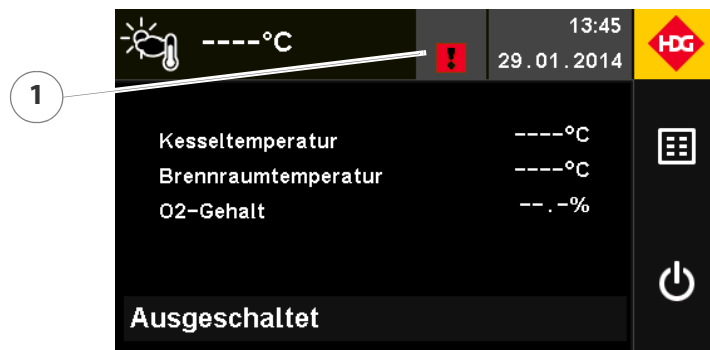 ----°C
!
13:45
29.01.2014
HDG
1
Kesseltemperatur ----°C
Brennraumtemperatur ----°C
O2-Gehalt --.-%
Ausgeschaltet